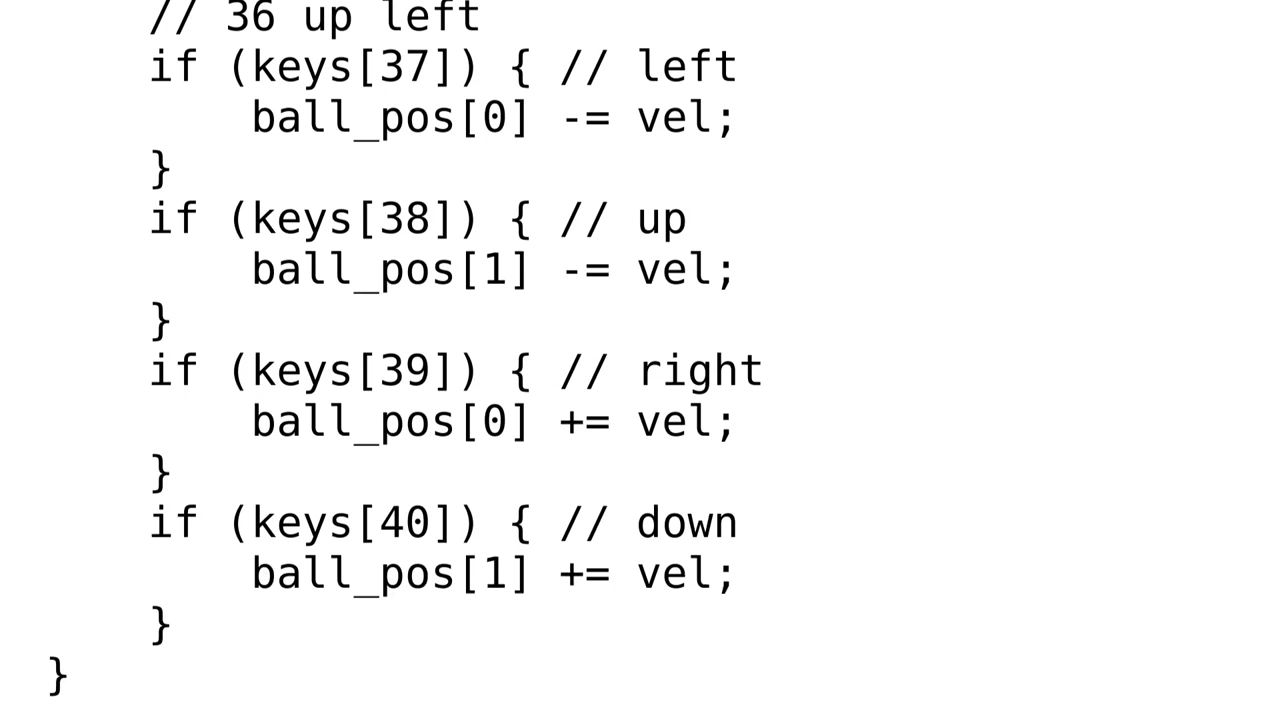 // 36 up left
if (keys[37]) { // left
ball_pos[0] -= vel;
}
if (keys[38]) { // up
ball_pos[1] -= vel;
}
if (keys[39]) { // right
ball_pos[0] += vel;
}
if (keys[40]) { // down
ball_pos[1] += vel;
}
}